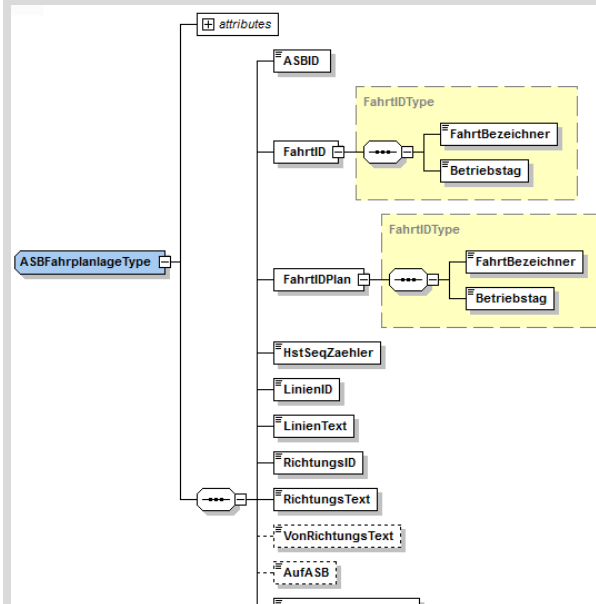 attributes
ASBID
FahrtIDType
FahrtBezeichner
FahrtID
Betriebstag
FahrtIDType
ASBFahrplanlageType
FahrtBezeichner
FahrtIDPlan
Betriebstag
HstSeqZaehler
LinienID
LinienText
RichtungsID
RichtungsText
VonRichtungsText
AufASB